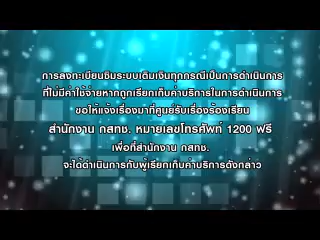 การลงทะเบียนซิมระบบเติมเงินทุกกรณีเป็นการดำเนินการ
ที่ไม่มีค่าใช้จ่ายหากถูกเรียกเก็บค่าบริการในการดำเนินการ
ขอให้แจ้งเรื่องมาที่ศูนย์รับเรื่องร้องเรียน
สำนักงาน กสทช. หมายเลขโทรศัพท์ 1200 ฟรี
เพื่อที่สำนักงาน กสทช.
จะได้ดำเนินการกับผู้เรียกเก็บค่าบริการดังกล่าว